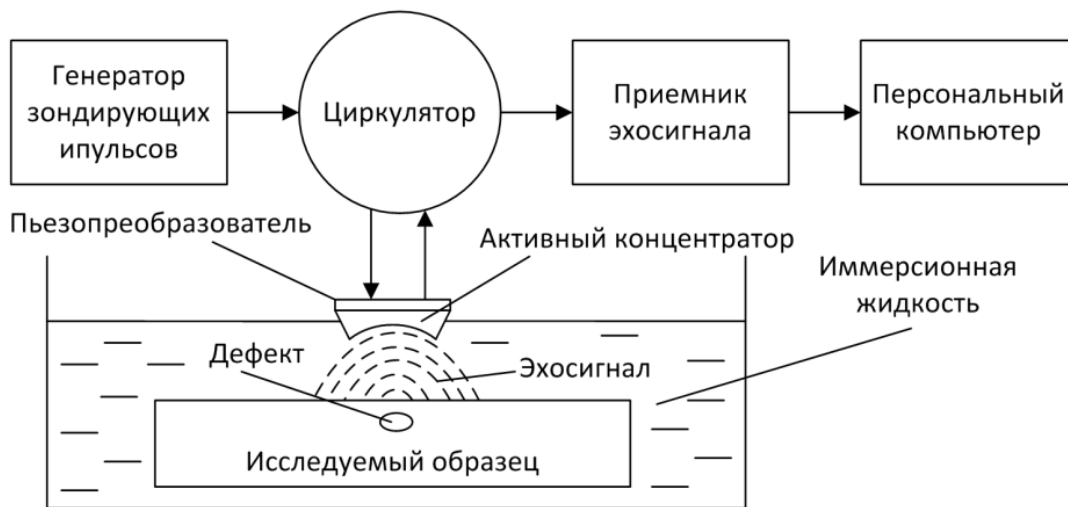 Генератор
зондирующих
ипульсов
Циркулятор
Приемник
эхосигнала
Персональный
компьютер
Пьезопреобразователь
Активный концентратор
Иммерсионная
жидкость
Дефект
Эхосигнал
Исследуемый образец